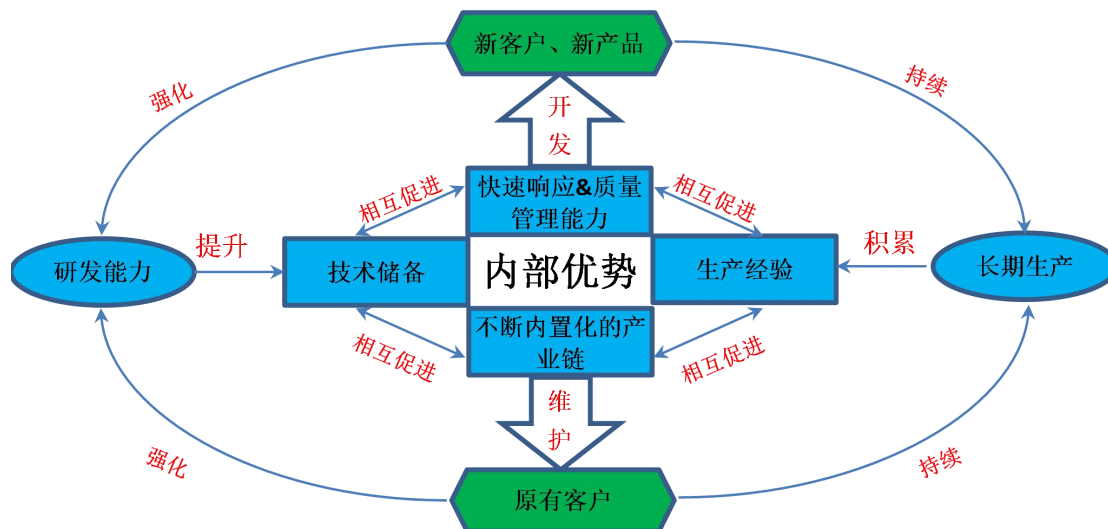 新客户、新产品
强化
持续
开
发
相互促进
快速响应&质量
管理能力
相互促进
研发能力
提升
技术储备
内部优势
生产经验
积累
长期生产
相互促进
不断内置化的产
业链
相互促进
维
护
强化
持续
原有客户